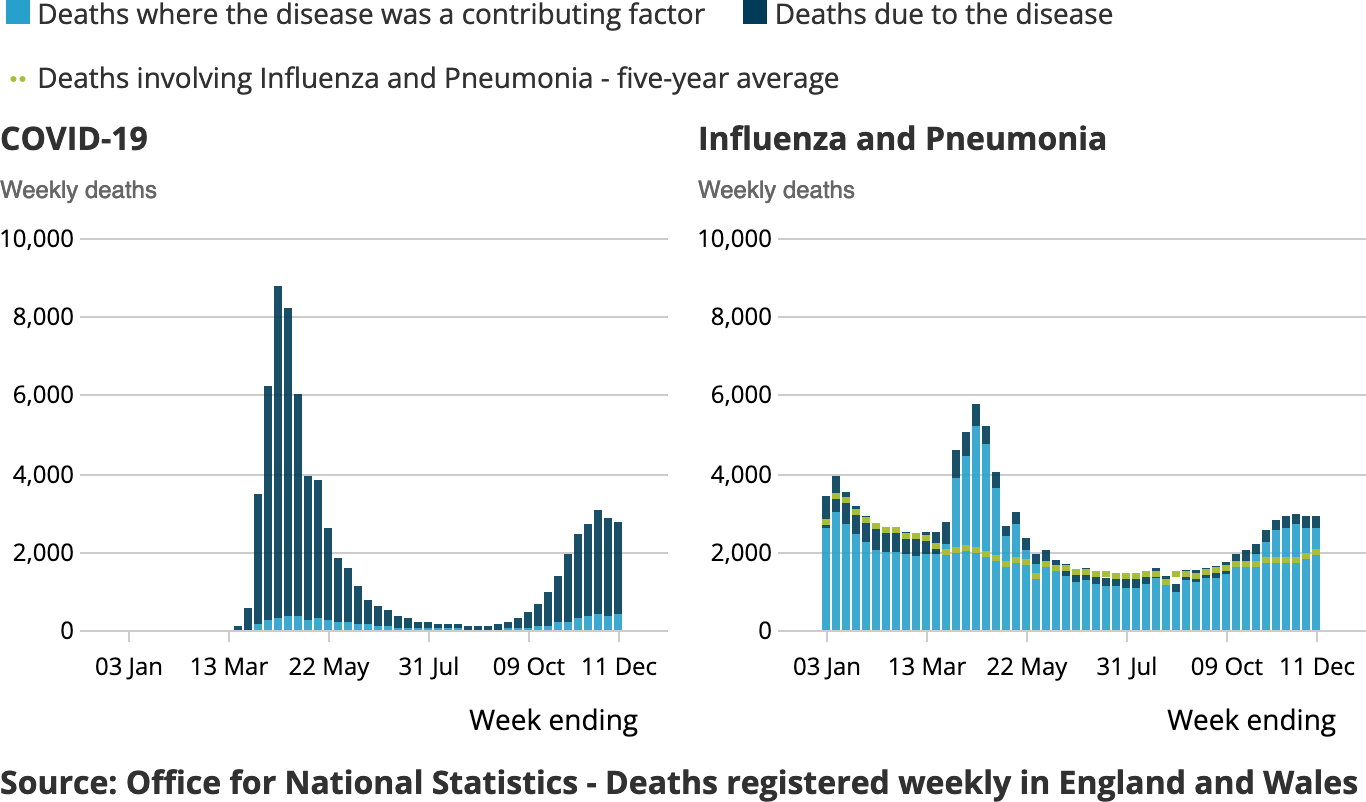 Deaths where the disease was a contributing factor
Deaths due to the disease
Deaths involving Influenza and Pneumonia - five-year average
COVID-19
Weekly deaths
10,000
8,000
6,000
4,000
2,000
0
03 Jan
13 Mar
22 May
31 Jul
09 Oct
11 Dec
Week ending
Influenza and Pneumonia
Weekly deaths
10,000
8,000
6,000
4,000
2,000
0
03 Jan
13 Mar
22 May
31 Jul
09 Oct
11 Dec
Week ending
Source: Office for National Statistics - Deaths registered weekly in England and Wales